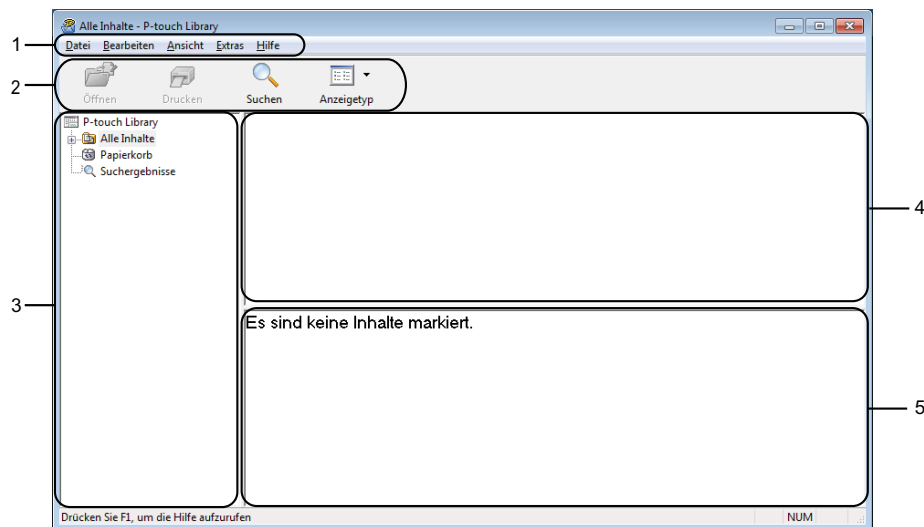 Alle Inhalte - P-touch Library
1
Datei Bearbeiten Ansicht Extras Hilfe
2
Öffnen Drucken Suchen Anzeigetyp
P-touch Library
Alle Inhalte
Papierkorb
Suchergebnisse
4
3
Es sind keine Inhalte markiert.
5
Drücken Sie F1, um die Hilfe aufzurufen NUM